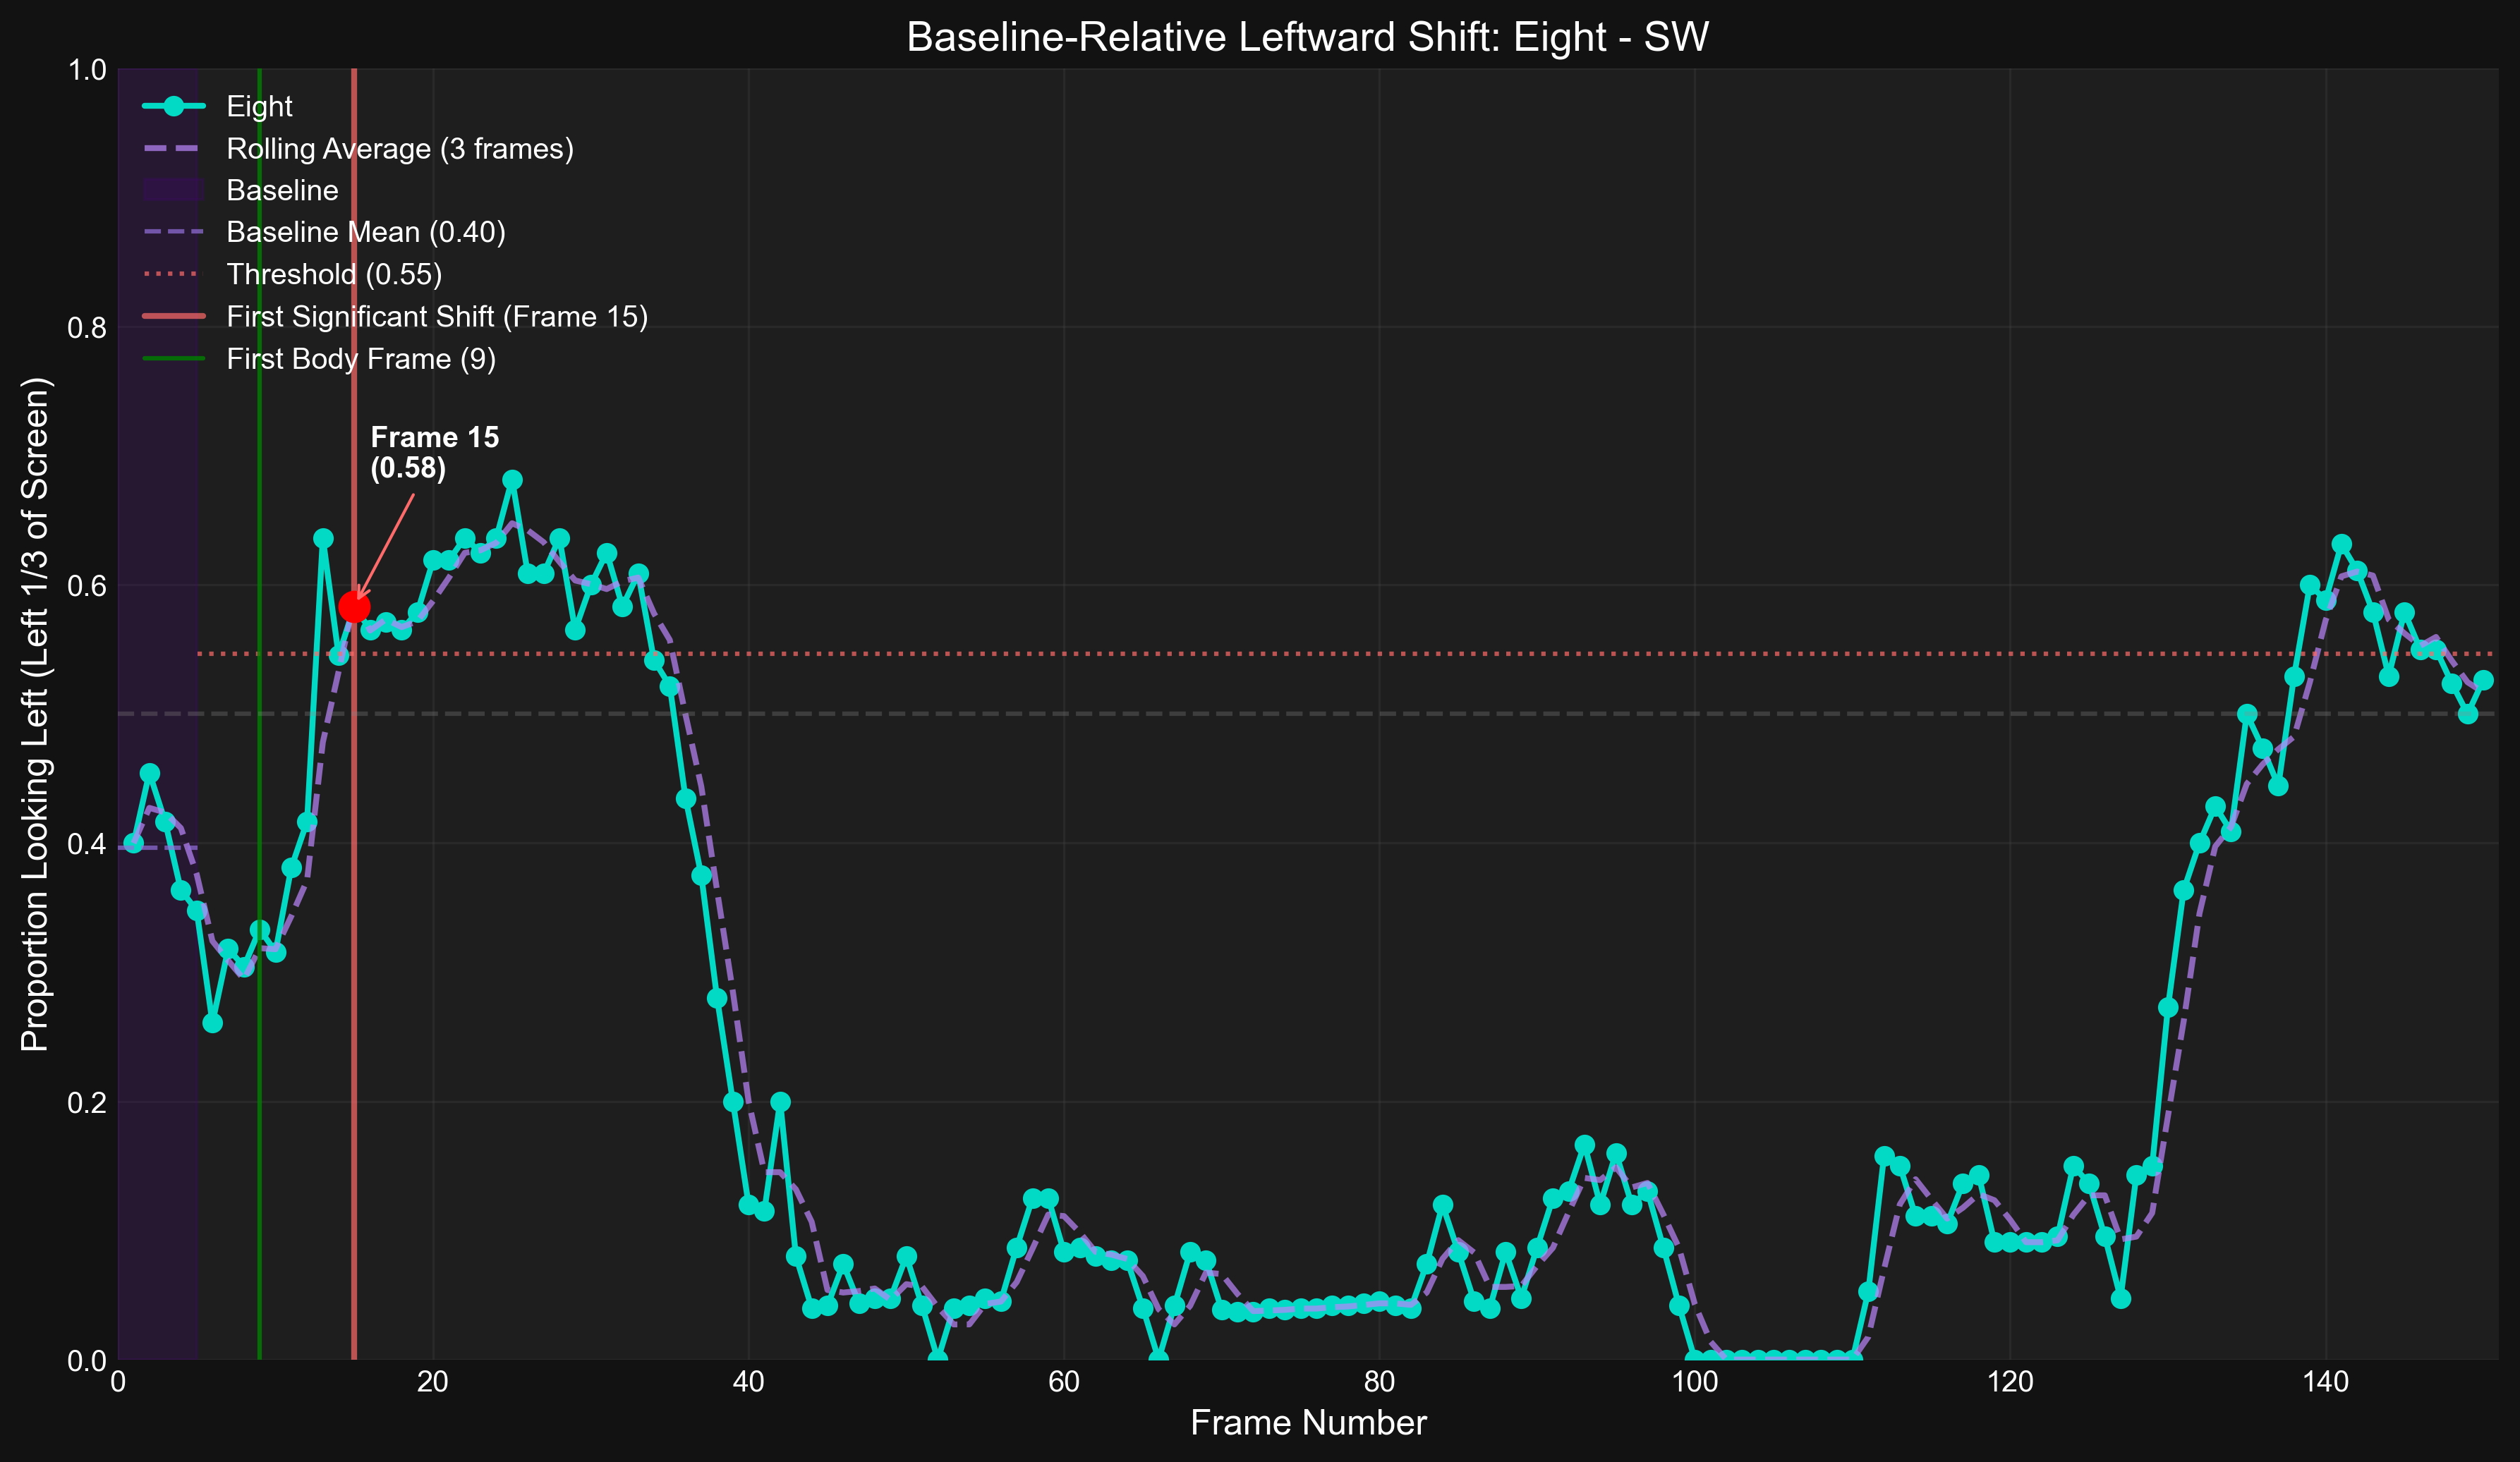 Baseline-Relative Leftward Shift: Eight - SW
1.0
0.8
0.6
0.4
0.2
0.0
Proportion Looking Left (Left 1/3 of Screen)
Eight
Rolling Average (3 frames)
Baseline
Baseline Mean (0.40)
Threshold (0.55)
First Significant Shift (Frame 15)
First Body Frame (9)
Frame 15
(0.58)
0 20 40 60 80 100 120 140
Frame Number